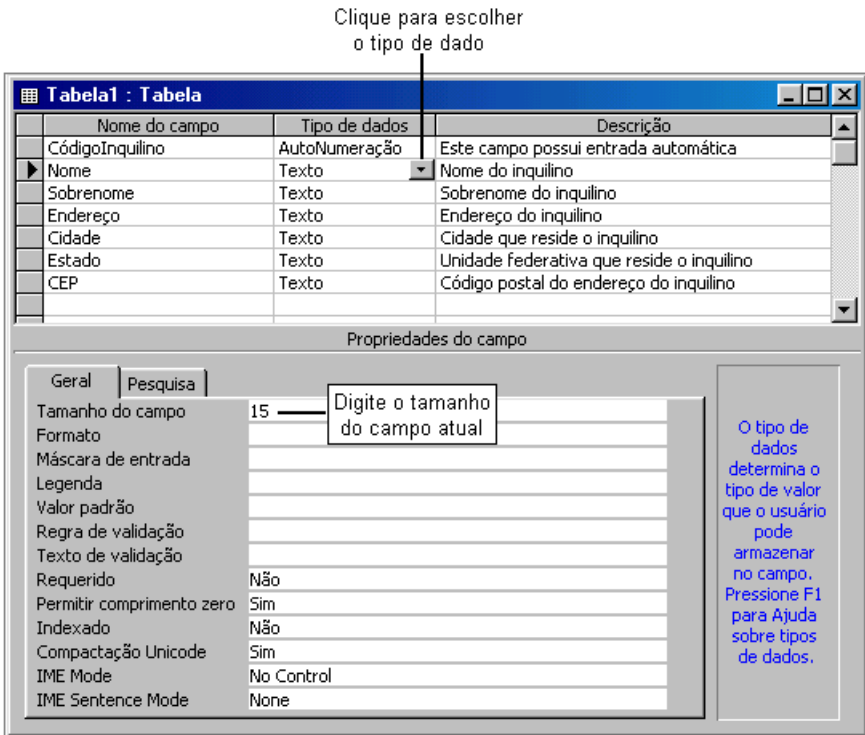 Clique para escolher
o tipo de dado
Tabela1 : Tabela
Nome do campo Tipo de dados Descrição
CódigoInquilino AutoNumeração Este campo possui entrada automática
Nome Texto Nome do inquilino
Sobrenome Texto Sobrenome do inquilino
Endereço Texto Endereço do inquilino
Cidade Texto Cidade que reside o inquilino
Estado Texto Unidade federativa que reside o inquilino
CEP Texto Código postal do endereço do inquilino
Propriedades do campo
Geral Pesquisa
Tamanho do campo 15
Formato
Máscara de entrada
Legenda
Valor padrão
Regra de validação
Texto de validação
Requerido Não
Permitir comprimento zero Sim
Indexado Não
Compactação Unicode Sim
IME Mode No Control
IME Sentence Mode None
Digite o tamanho
do campo atual
O tipo de
dados
determina o
tipo de valor
que o usuário
pode
armazenar
no campo.
Pressione F1
para Ajuda
sobre tipos
de dados.